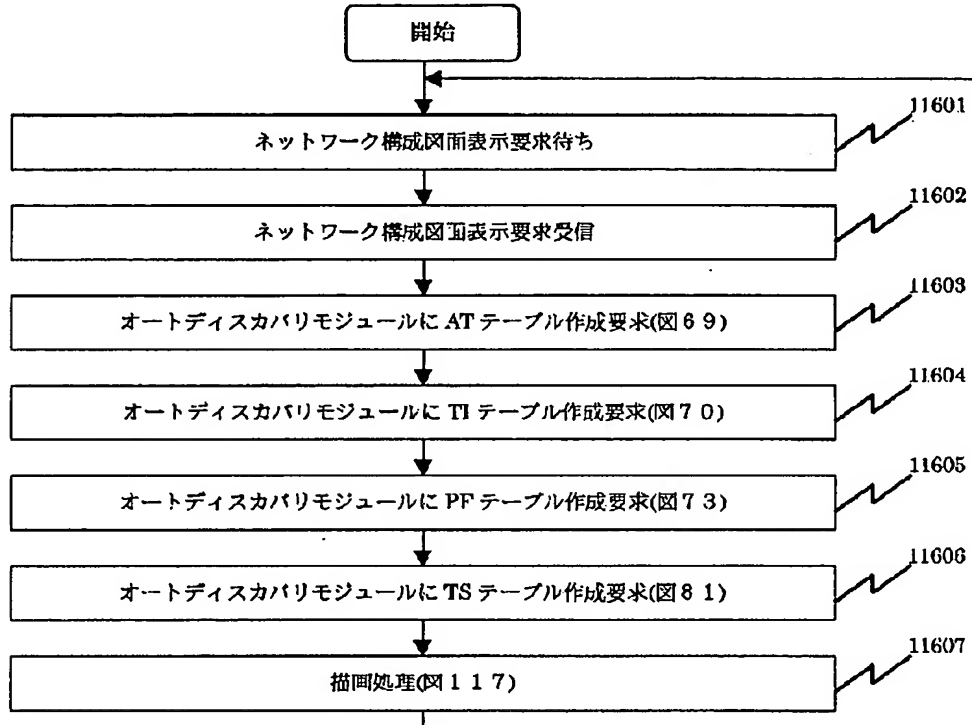 開始
11601
ネットワーク構成図面表示要求待ち
11602
ネットワーク構成図面表示要求受信
11603
オートディスカバリモジュールに AT テーブル作成要求(図６９)
11604
オートディスカバリモジュールに TI テーブル作成要求(図７０)
11605
オートディスカバリモジュールに PF テーブル作成要求(図７３)
11606
オートディスカバリモジュールに TS テーブル作成要求(図８１)
11607
描画処理(図１１７)